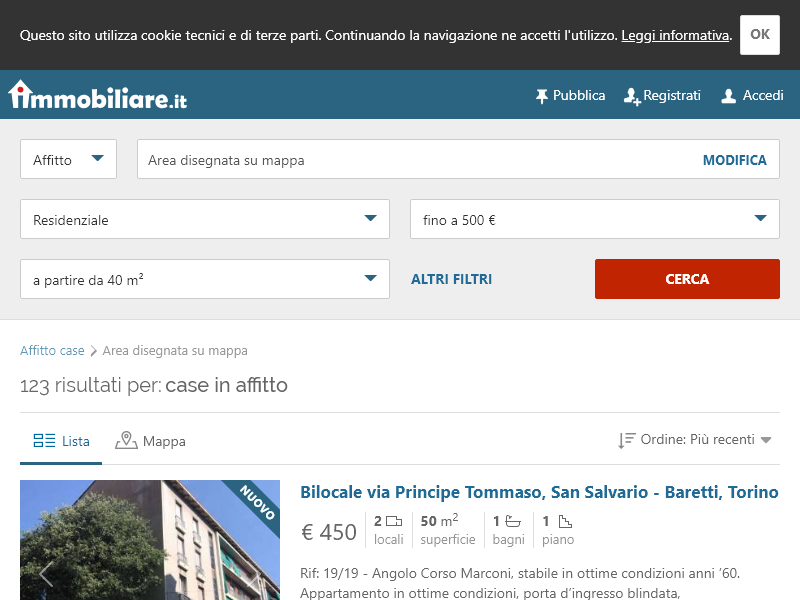 Questo sito utilizza cookie tecnici e di terze parti. Continuando la navigazione ne accetti l'utilizzo. Leggi informativa. OK
immobiliare.it Pubblica Registrati Accedi
Affitto Area disegnata su mappa MODIFICA
Residenziale fino a 500 €
a partire da 40 m² ALTRI FILTRI CERCA
Affitto case > Area disegnata su mappa
123 risultati per: case in affitto
Lista Mappa Ordine: Più recenti
NUOVO
Bilocale via Principe Tommaso, San Salvario - Baretti, Torino
€ 450 2 locali 50 m² superficie 1 bagni 1 piano
Rif: 19/19 - Angolo Corso Marconi, stabile in ottime condizioni anni ‘60.
Appartamento in ottime condizioni, porta d’ingresso blindata,